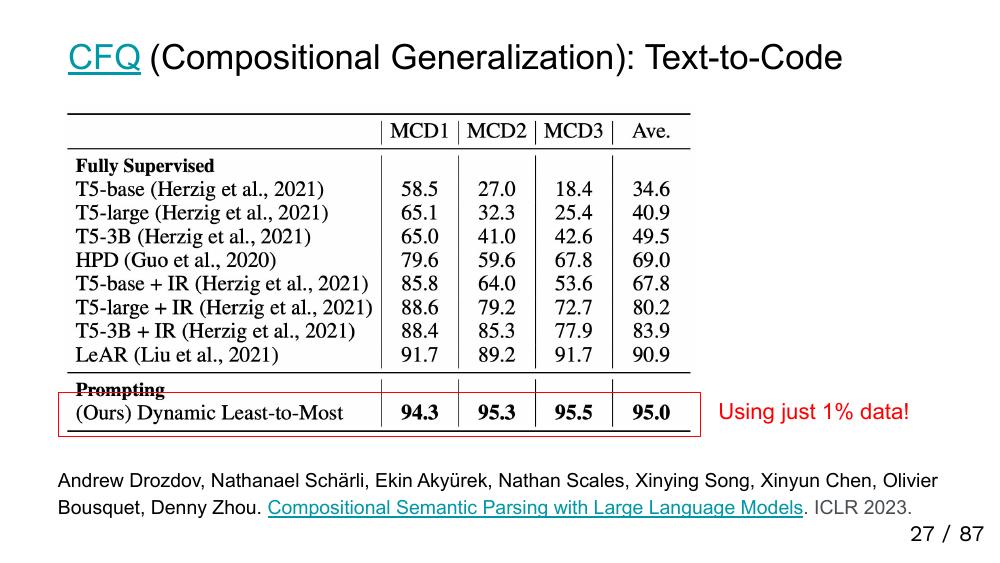 CFQ (Compositional Generalization): Text-to-Code
MCD1 MCD2 MCD3 Ave.
Fully Supervised
T5-base (Herzig et al., 2021) 58.5 27.0 18.4 34.6
T5-large (Herzig et al., 2021) 65.1 32.3 25.4 40.9
T5-3B (Herzig et al., 2021) 65.0 41.0 42.6 49.5
HPD (Guo et al., 2020) 79.6 59.6 67.8 69.0
T5-base + IR (Herzig et al., 2021) 85.8 64.0 53.6 67.8
T5-large + IR (Herzig et al., 2021) 88.6 79.2 72.7 80.2
T5-3B + IR (Herzig et al., 2021) 88.4 85.3 77.9 83.9
LeAR (Liu et al., 2021) 91.7 89.2 91.7 90.9
Prompting
(Ours) Dynamic Least-to-Most 94.3 95.3 95.5 95.0
Using just 1% data!
Andrew Drozdov, Nathanael Schärli, Ekin Akyürek, Nathan Scales, Xinying Song, Xinyun Chen, Olivier
Bousquet, Denny Zhou. Compositional Semantic Parsing with Large Language Models. ICLR 2023.
27 / 87